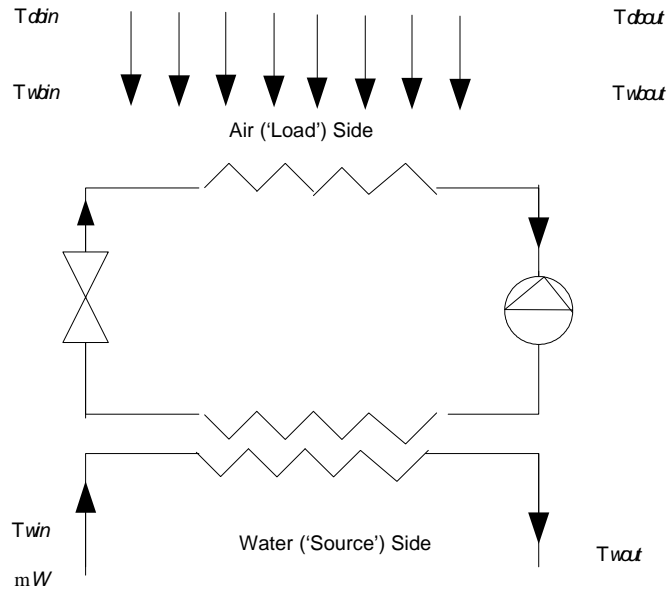 Tdbin
Tdbout
Twbin
Twbout
Air ('Load') Side
Twin
Water ('Source') Side
Twout
mW